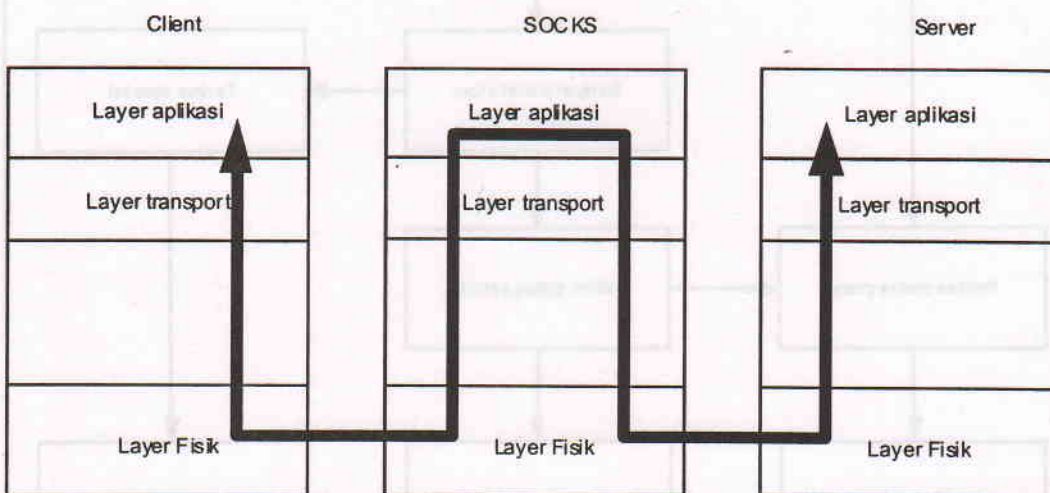 Client
SOCKS
Server
Layer aplikasi
Layer aplikasi
Layer aplikasi
Layer transport
Layer transport
Layer transport
Layer Fisik
Layer Fisik
Layer Fisik